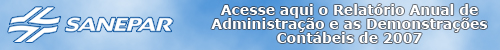 SANEPAR
Acesse aqui o Relatório Anual de
Administração e as Demonstrações
Contábeis de 2007